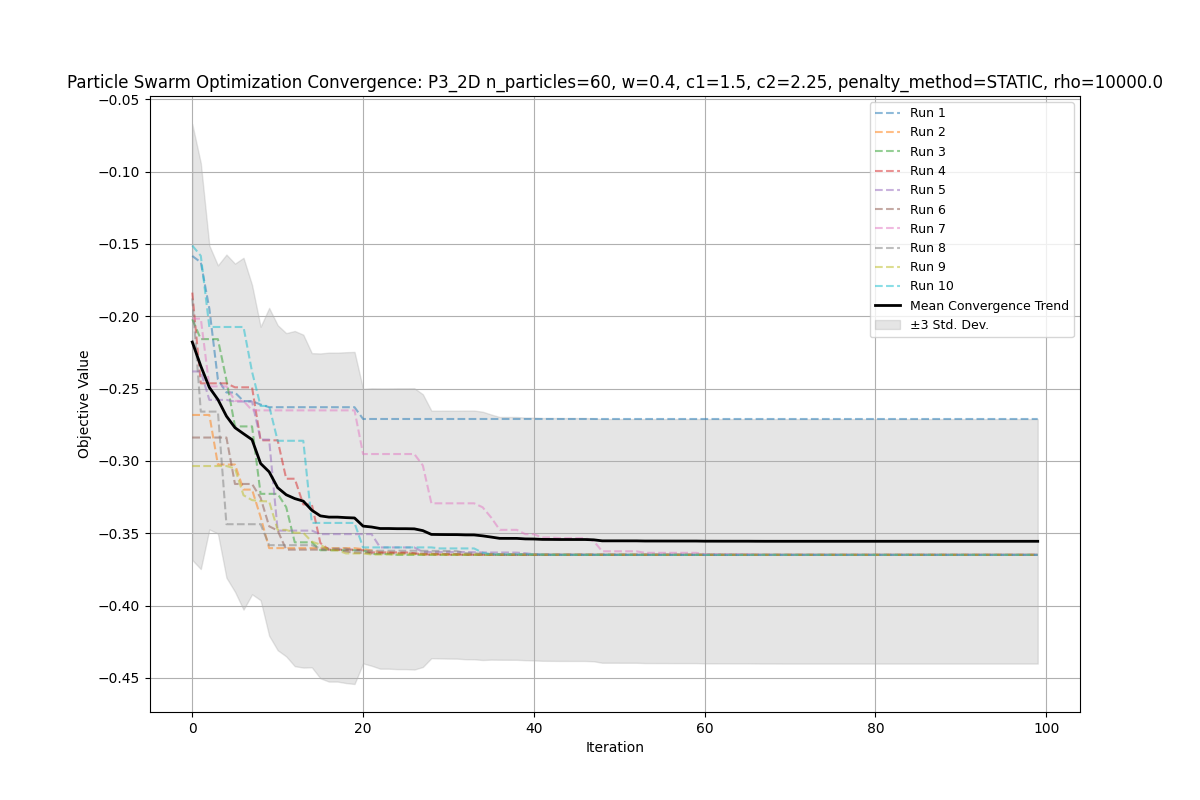 Particle Swarm Optimization Convergence: P3_2D n_particles=60, w=0.4, c1=1.5, c2=2.25, penalty_method=STATIC, rho=10000.0
−0.05
−0.10
−0.15
−0.20
−0.25
−0.30
−0.35
−0.40
−0.45
Objective Value
Run 1
Run 2
Run 3
Run 4
Run 5
Run 6
Run 7
Run 8
Run 9
Run 10
Mean Convergence Trend
±3 Std. Dev.
0 20 40 60 80 100
Iteration